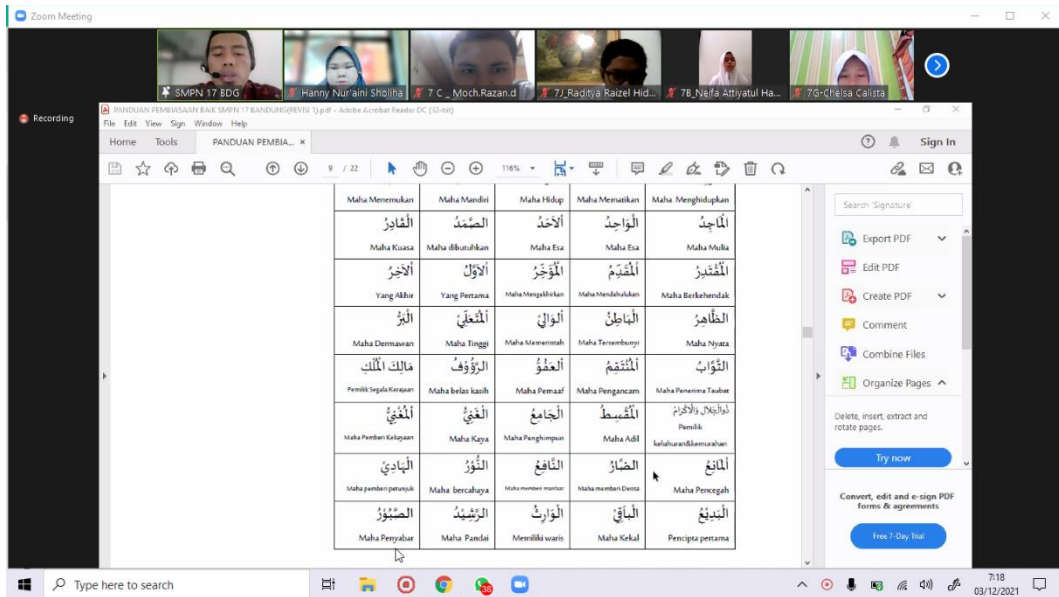 Zoom Meeting
SMPN 17 BDG
Hanny Nur'aini Sholiha
7 C _ Moch.Razan.d
7J_Raditya Raizel Hid...
7B_Neifa Attiyatul Ha...
7G-Chelsa Calista
Recording
PANDUAN PEMBIASAAN BAIK SMPN 17 BANDUNG(REVISI 1).pdf - Adobe Acrobat Reader DC (32-bit)
File Edit View Sign Window Help
Home Tools PANDUAN PEMBIA... × Sign In
9 / 22 116%
Maha Menemukan Maha Mandiri Maha Hidup Maha Mematikan Maha Menghidupkan
الْمَاجِدُ الْوَاحِدُ ألاَحَدُ الصَّمَدُ الْقَادِرُ
Maha Kuasa Maha dibutuhkan Maha Esa Maha Esa Maha Mulia
الْمُقْتَدِرُ الْمُقَدِّمُ الْمُؤَخِّرُ ألاَوَّلُ ألاَخِرُ
Yang Akhir Yang Pertama Maha Mengakhirkan Maha Mendahulukan Maha Berkehendak
الظَّاهِرُ الْبَاطِنُ ألْوَالِيْ الْمُتَعَلِّيْ الْبَرُّ
Maha Dermawan Maha Tinggi Maha Memerintah Maha Tersembunyi Maha Nyata
التَّوَّابُ الْمُنْتَقِمُ ألعَفُوُّ الرَّؤُوْفُ مَالِكَ الْمُلْكِ
Pemilik Segala Kerajaan Maha belas kasih Maha Pemaaf Maha Pengancam Maha Penerima Taubat
ذُوالْجَلَالِ وَالْاكْرَامْ الْمُقْسِطُ الْجَامِعُ الْغَنِيُّ ألْمُغْنِيُّ
Maha Pemberi Kekayaan Maha Kaya Maha Penghimpun Maha Adil Pemilik
keluhuran&kemurahan
ألْمَانِعُ الضَّارُ النَّافِعُ النُّوْرُ الْهَادِيْ
Maha pemberi petunjuk Maha bercahaya Maha memberi manfaat Maha memberi Derita Maha Pencegah
الْبَدِيْعُ الْبَاقِيْ الْوَارِثُ الرَّشِيْدُ الصَّبُوْرُ
Maha Penyabar Maha Pandai Memiliki waris Maha Kekal Pencipta pertama
Search 'Signature'
Export PDF
Edit PDF
Create PDF
Comment
Combine Files
Organize Pages
Delete, insert, extract and
rotate pages.
Try now
Convert, edit and e-sign PDF
forms & agreements
Free 7-Day Trial
Type here to search
38
7:18
03/12/2021